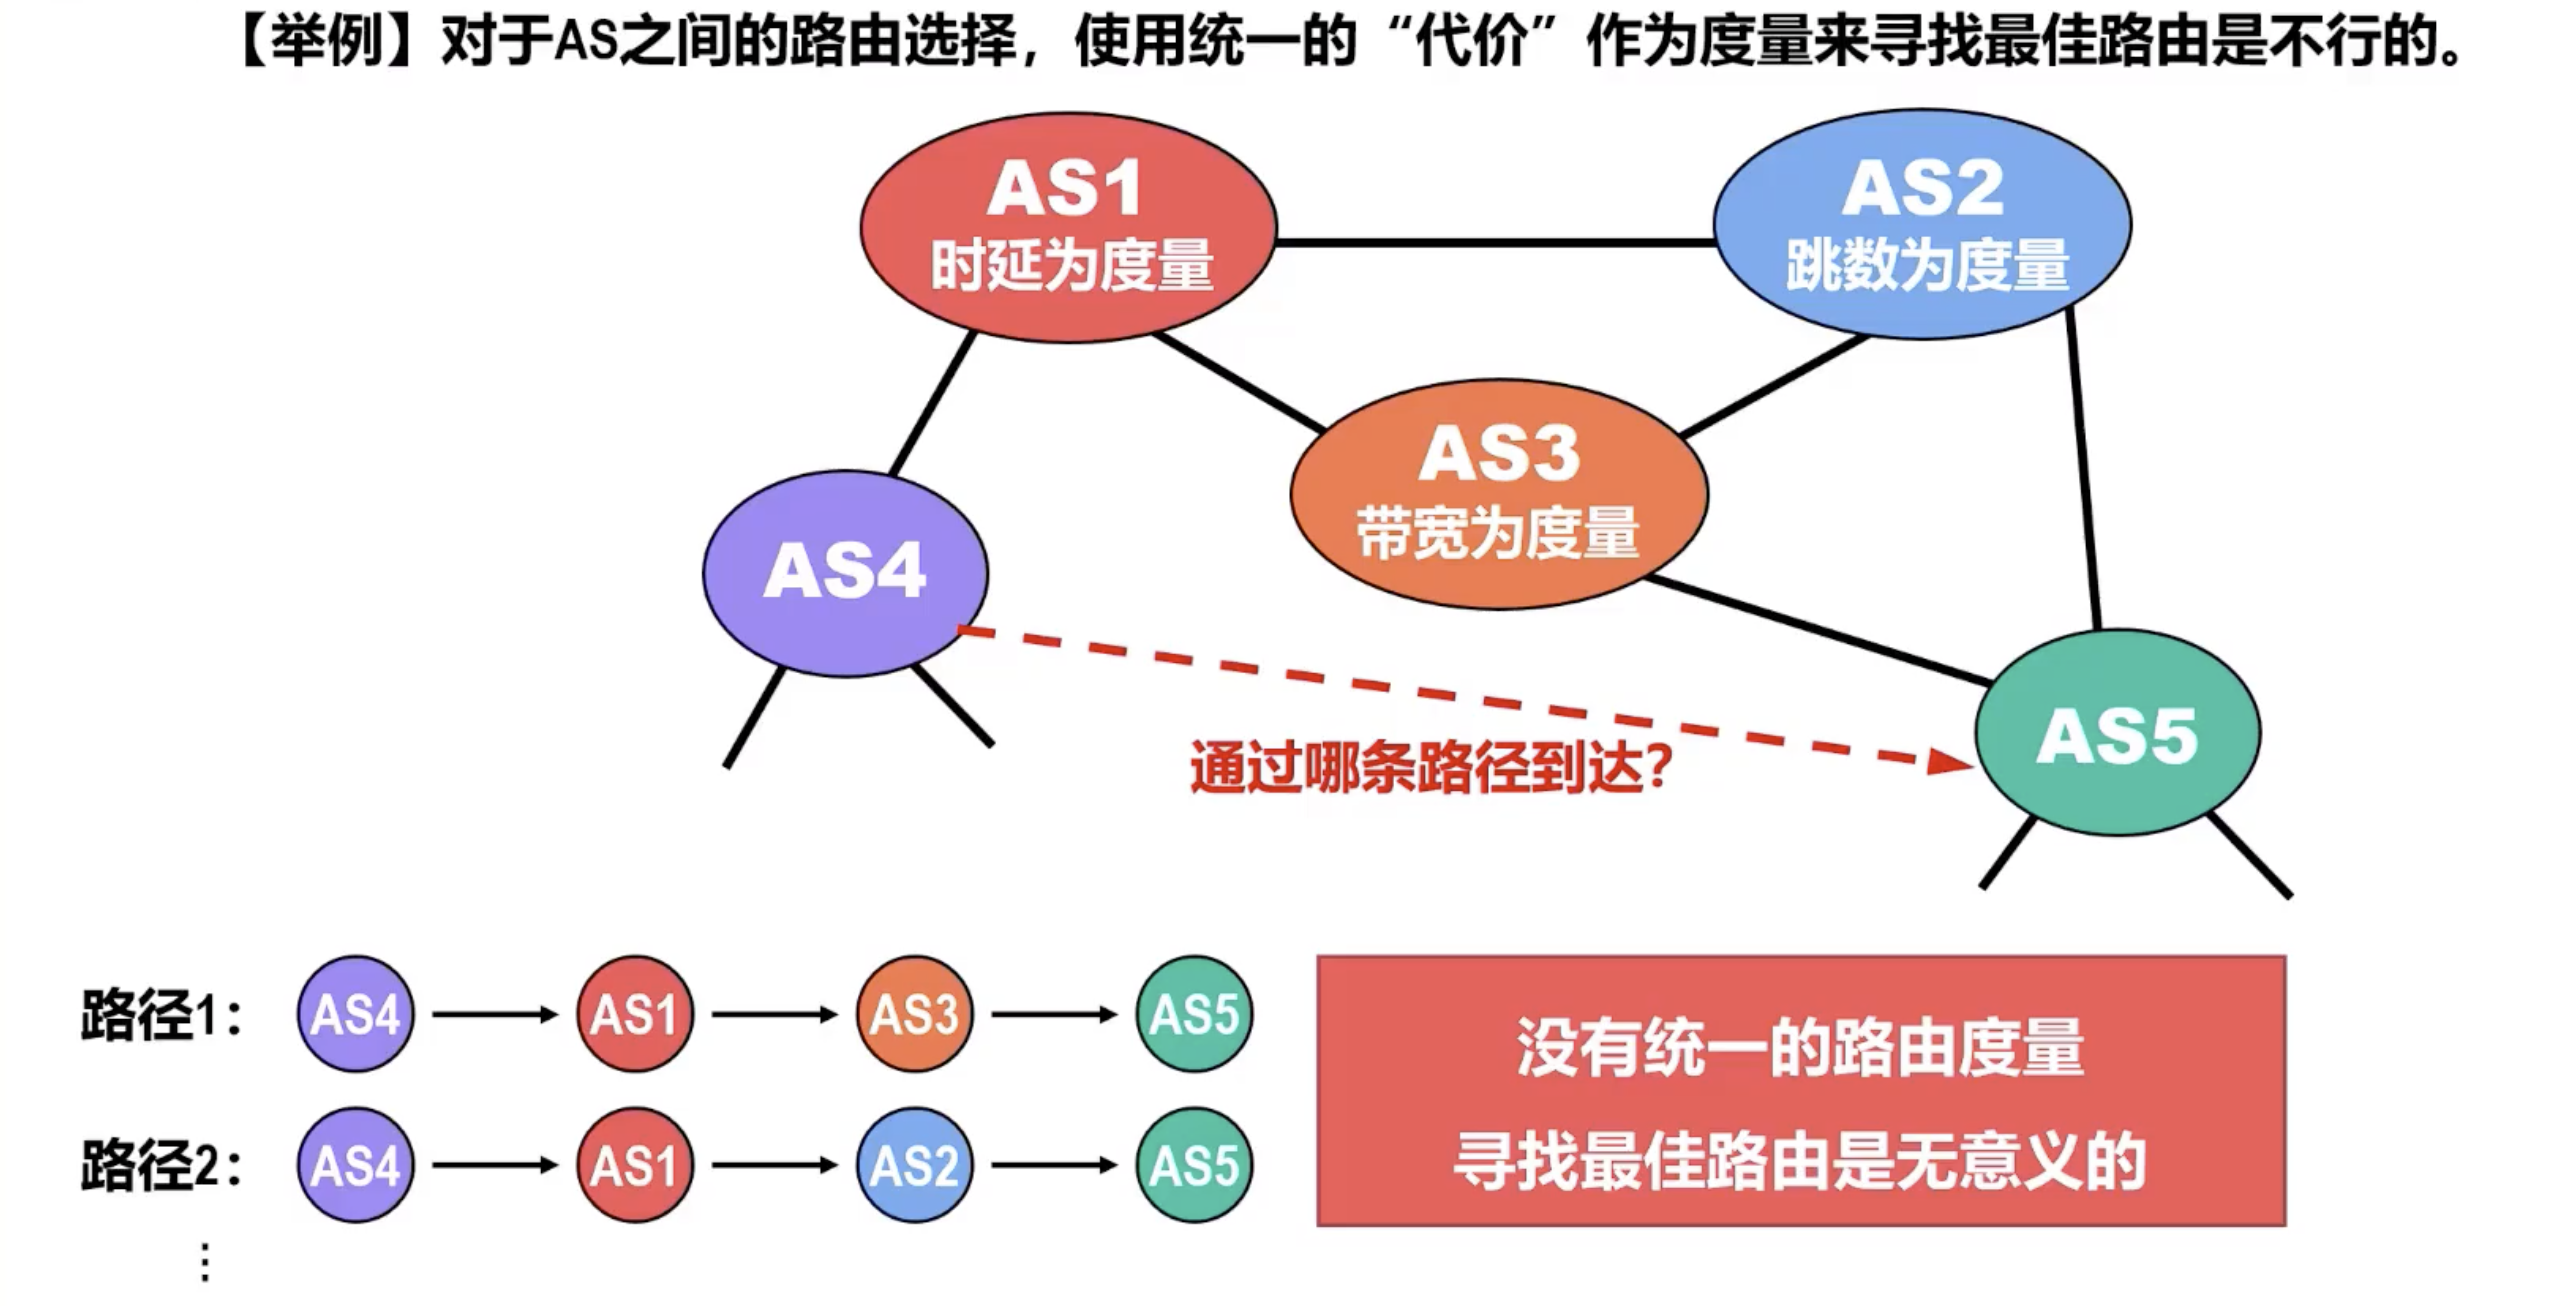 【举例】对于AS之间的路由选择，使用统一的“代价”作为度量来寻找最佳路由是不行的。
AS1
时延为度量
AS2
跳数为度量
AS3
带宽为度量
AS4
AS5
通过哪条路径到达？
路径1： AS4 AS1 AS3 AS5
路径2： AS4 AS1 AS2 AS5
⋮
没有统一的路由度量
寻找最佳路由是无意义的